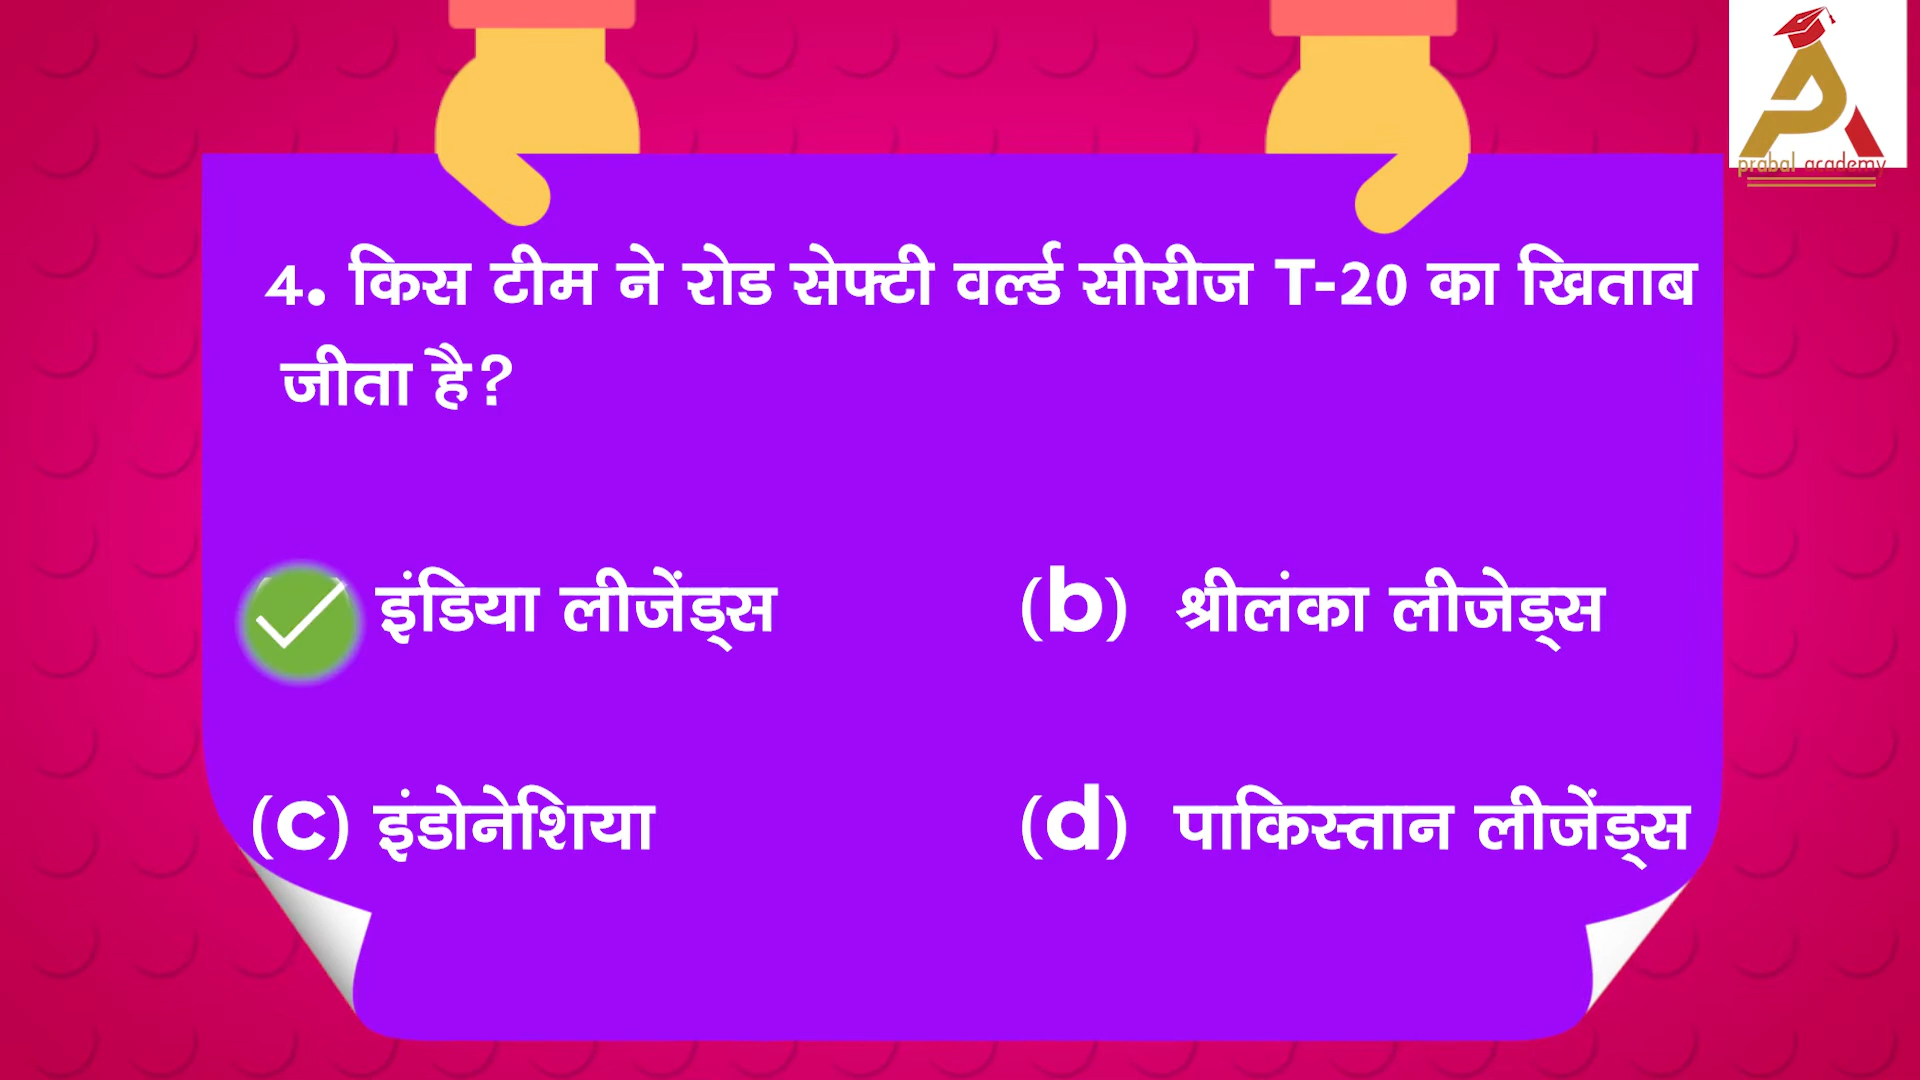 prabal academy
4. किस टीम ने रोड सेफ्टी वर्ल्ड सीरीज T-20 का खिताब
जीता है?
इंडिया लीजेंड्स
(b) श्रीलंका लीजेड्स
(c) इंडोनेशिया
(d) पाकिस्तान लीजेंड्स